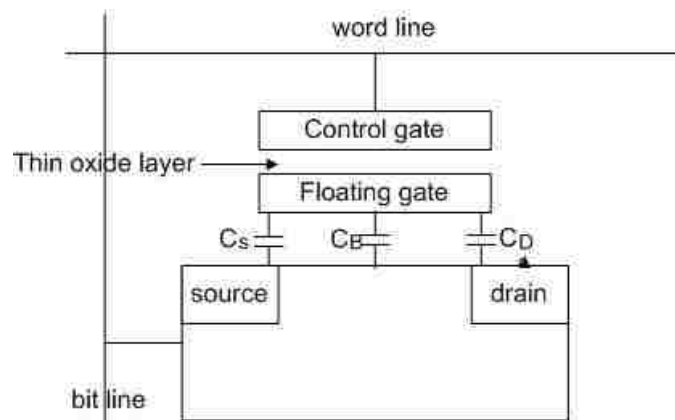 word line
Control gate
Thin oxide layer
Floating gate
Cs CB CD
source drain
bit line